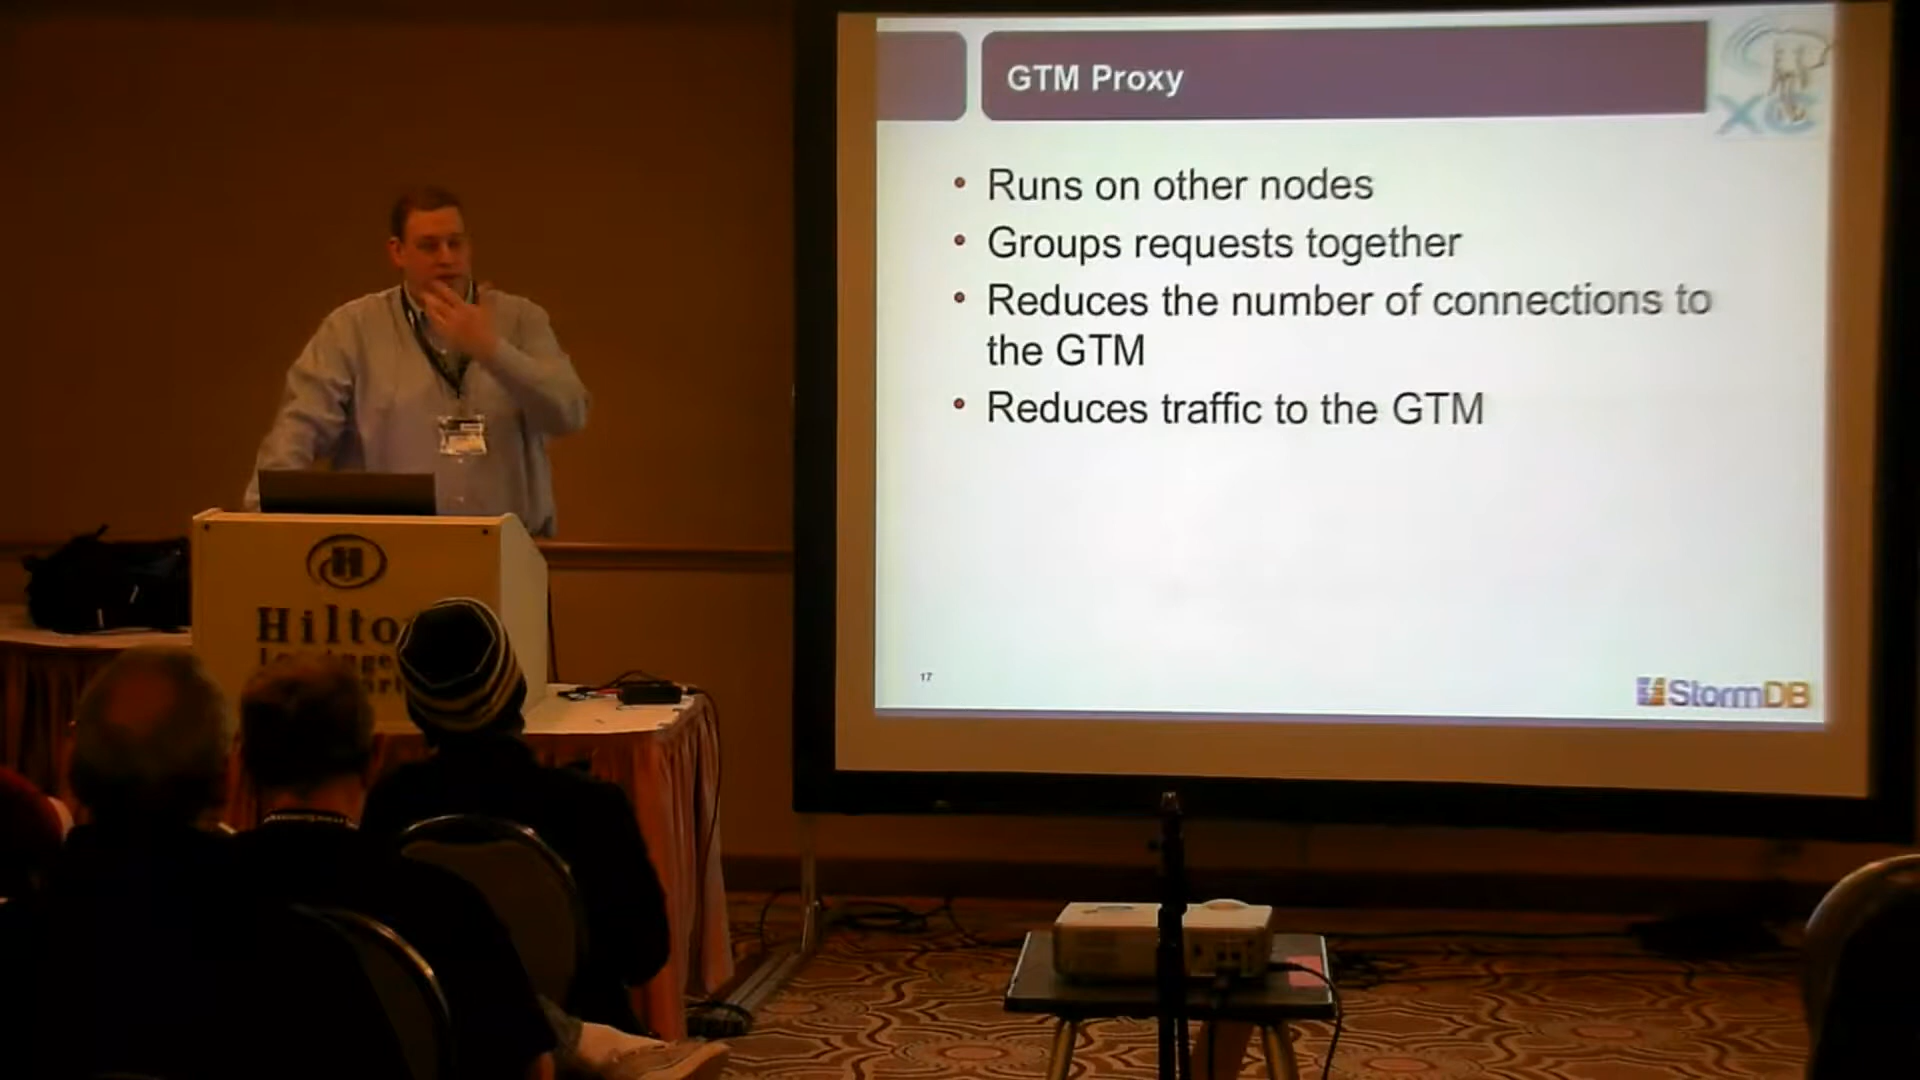 GTM Proxy
XC
• Runs on other nodes
• Groups requests together
• Reduces the number of connections to
the GTM
• Reduces traffic to the GTM
17
StormDB
H
Hilto